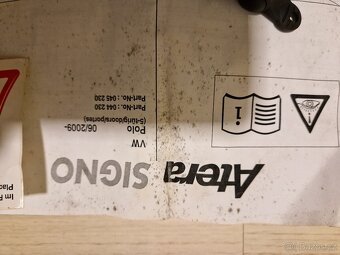 Atera SIGNO
VW
Polo 06/2009-
(5-türig/doors/portes)
Part-No.: 044 230
Part-No.: 045 230
i